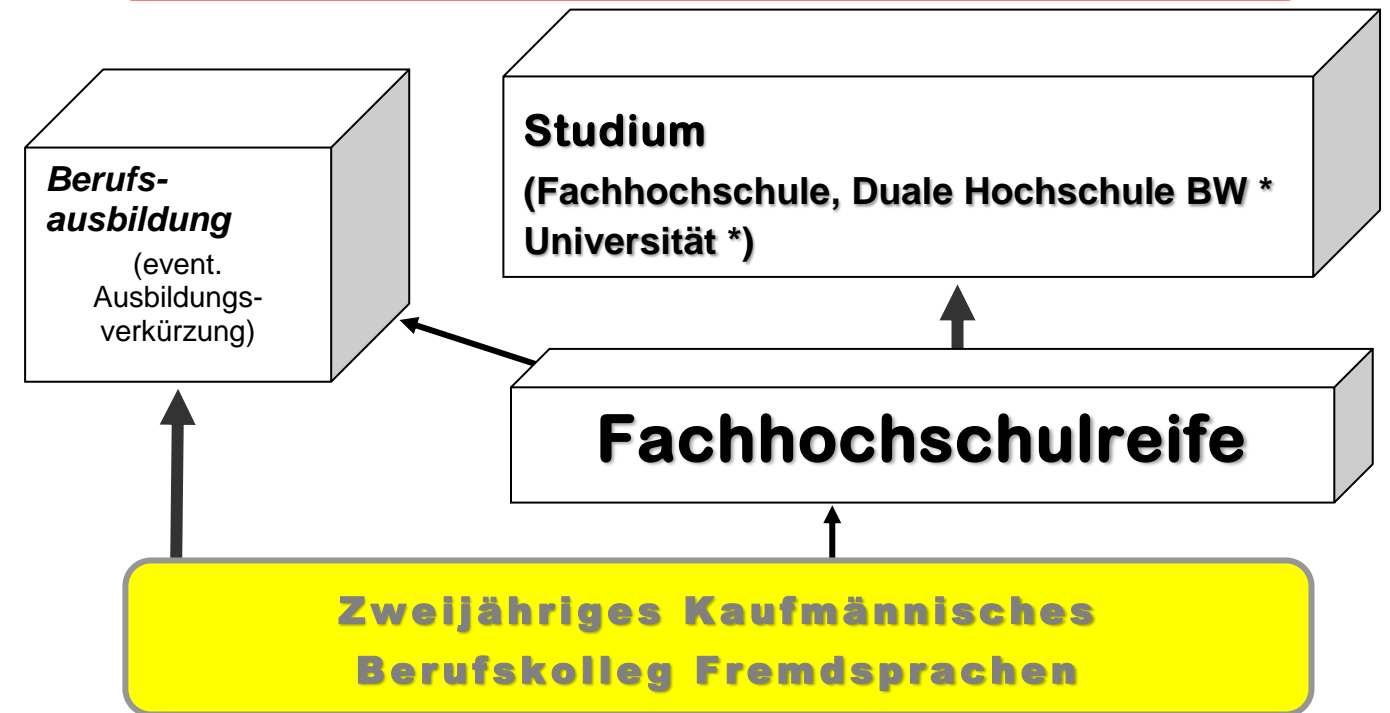 Studium
(Fachhochschule, Duale Hochschule BW *
Universität *)
Berufs-
ausbildung
(event.
Ausbildungs-
verkürzung)
Fachhochschulreife
Zweijähriges Kaufmännisches
Berufskolleg Fremdsprachen